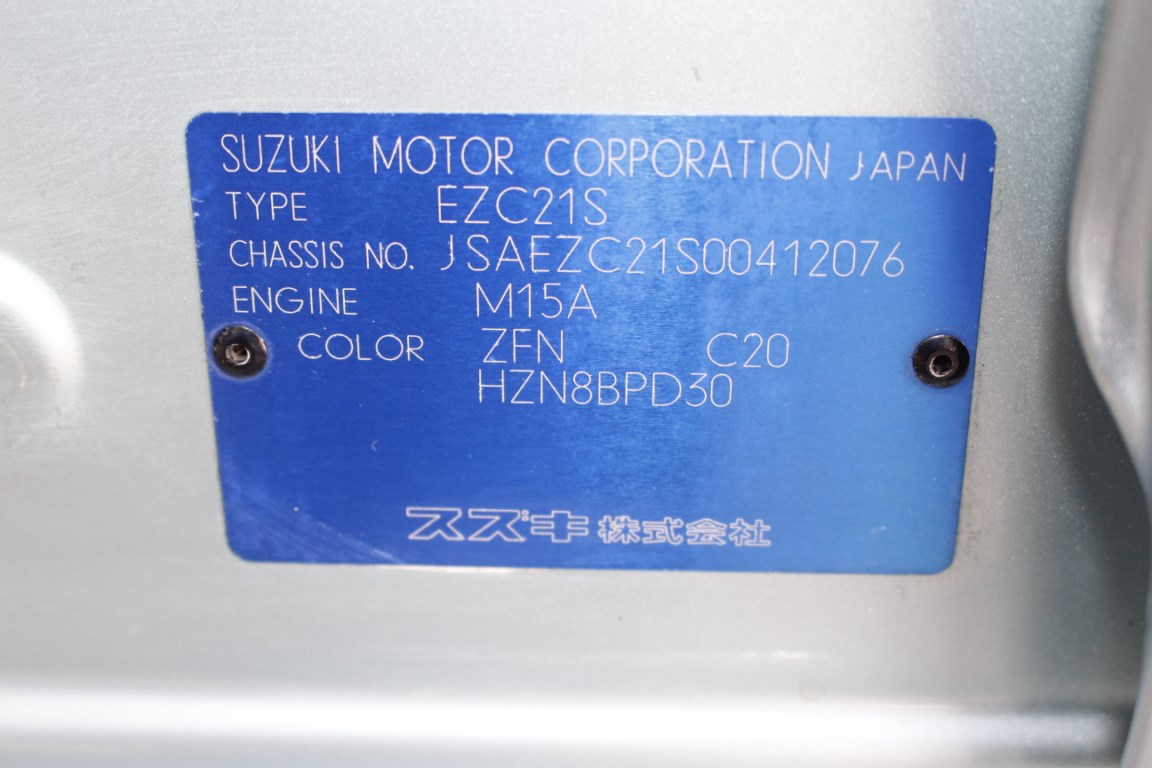 SUZUKI MOTOR CORPORATION JAPAN
TYPE EZC21S
CHASSIS NO. JSAEZC21S00412076
ENGINE M15A
COLOR ZFN C20
HZN8BPD30
スズキ株式会社